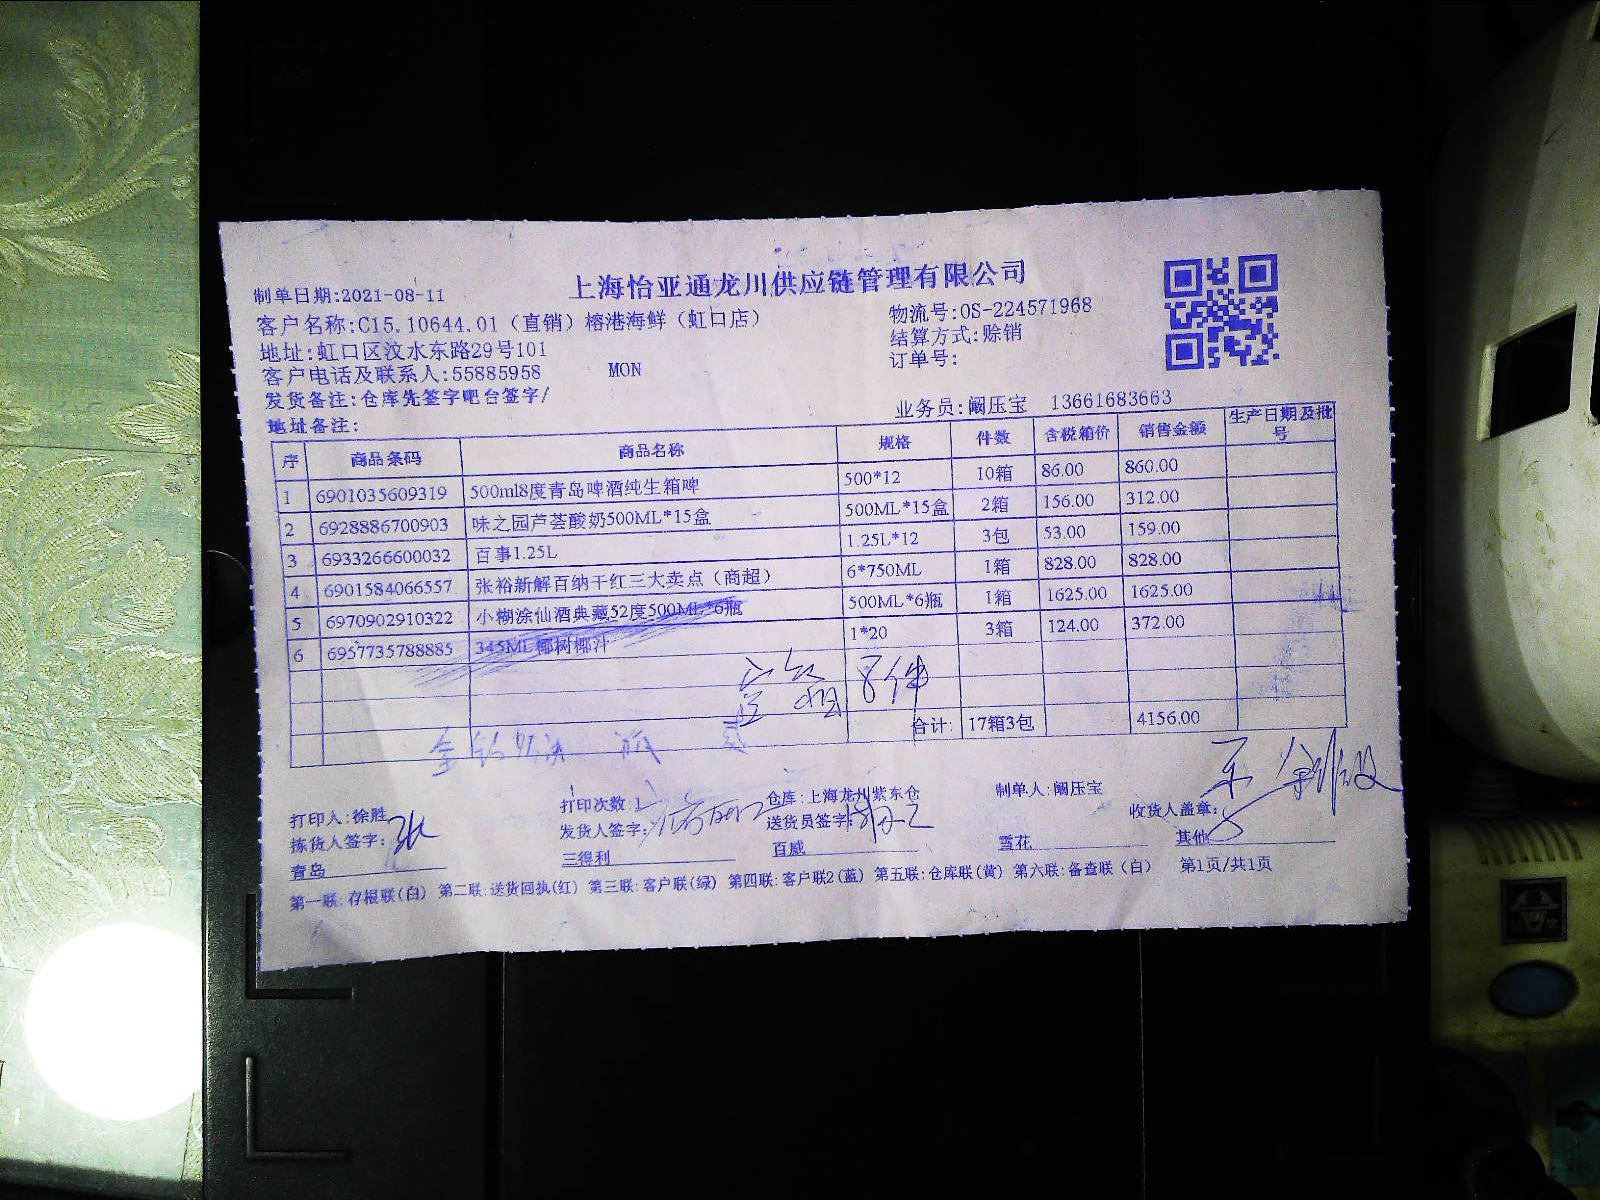 上海怡亚通龙川供应链管理有限公司
制单日期:2021-08-11
物流号:OS-224571968
客户名称:C15.10644.01（直销）榕港海鲜（虹口店）
结算方式:赊销
地址:虹口区汶水东路29号101
订单号:
客户电话及联系人:55885958 MON
发货备注:仓库先签字吧台签字/
业务员:阚压宝 13661683663
地址备注:
序 商品条码 商品名称 规格 件数 含税箱价 销售金额 生产日期及批号
1 6901035609319 500ml8度青岛啤酒纯生箱啤 500*12 10箱 86.00 860.00
2 6928886700903 味之园芦荟酸奶500ML*15盒 500ML*15盒 2箱 156.00 312.00
3 6933266600032 百事1.25L 1.25L*12 3包 53.00 159.00
4 6901584066557 张裕新解百纳干红三大卖点（商超） 6*750ML 1箱 828.00 828.00
5 6970902910322 小糊涂仙酒典藏52度500ML*6瓶 500ML*6瓶 1箱 1625.00 1625.00
6 6957735788885 345ML椰树椰汁 1*20 3箱 124.00 372.00
空箱 8件
合计: 17箱3包 4156.00
打印人:徐胜 打印次数:1 仓库:上海龙川紫东仓 制单人:阚压宝
拣货人签字: 发货人签字: 送货员签字: 收货人盖章:
青岛 三得利 百威 雪花 其他
第一联:存根联(白) 第二联:送货回执(红) 第三联:客户联(绿) 第四联:客户联2(蓝) 第五联:仓库联(黄) 第六联:备查联（白） 第1页/共1页